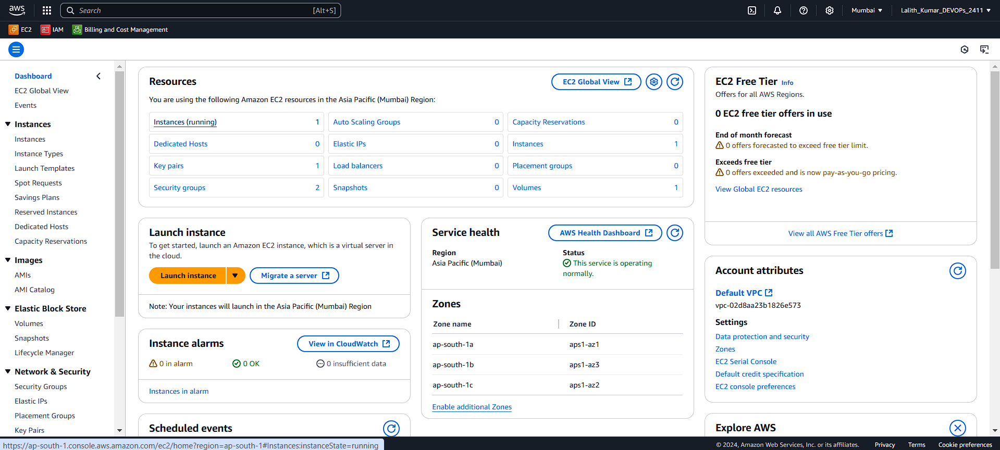 aws
Search [Alt+S]
Mumbai ▼
Lalith_Kumar_DEVOPs_2411 ▼
EC2
IAM
Billing and Cost Management
Dashboard
EC2 Global View
Events
Instances
Instances
Instance Types
Launch Templates
Spot Requests
Savings Plans
Reserved Instances
Dedicated Hosts
Capacity Reservations
Images
AMIs
AMI Catalog
Elastic Block Store
Volumes
Snapshots
Lifecycle Manager
Network & Security
Security Groups
Elastic IPs
Placement Groups
Key Pairs
Resources
EC2 Global View
You are using the following Amazon EC2 resources in the Asia Pacific (Mumbai) Region:
Instances (running) 1
Auto Scaling Groups 0
Capacity Reservations 0
Dedicated Hosts 0
Elastic IPs 0
Instances 1
Key pairs 1
Load balancers 0
Placement groups 0
Security groups 2
Snapshots 0
Volumes 1
Launch instance
To get started, launch an Amazon EC2 instance, which is a virtual server in
the cloud.
Launch instance
Migrate a server
Note: Your instances will launch in the Asia Pacific (Mumbai) Region
Instance alarms
View in CloudWatch
0 in alarm
0 OK
0 insufficient data
Instances in alarm
Scheduled events
Service health
AWS Health Dashboard
Region
Asia Pacific (Mumbai)
Status
This service is operating
normally.
Zones
Zone name Zone ID
ap-south-1a aps1-az1
ap-south-1b aps1-az3
ap-south-1c aps1-az2
Enable additional Zones
EC2 Free Tier Info
Offers for all AWS Regions.
0 EC2 free tier offers in use
End of month forecast
0 offers forecasted to exceed free tier limit.
Exceeds free tier
0 offers exceeded and is now pay-as-you-go pricing.
View Global EC2 resources
View all AWS Free Tier offers
Account attributes
Default VPC
vpc-02d8aa23b1826e573
Settings
Data protection and security
Zones
EC2 Serial Console
Default credit specification
EC2 console preferences
Explore AWS
https://ap-south-1.console.aws.amazon.com/ec2/home?region=ap-south-1#Instances:instanceState=running
© 2024, Amazon Web Services, Inc. or its affiliates.
Privacy
Terms
Cookie preferences